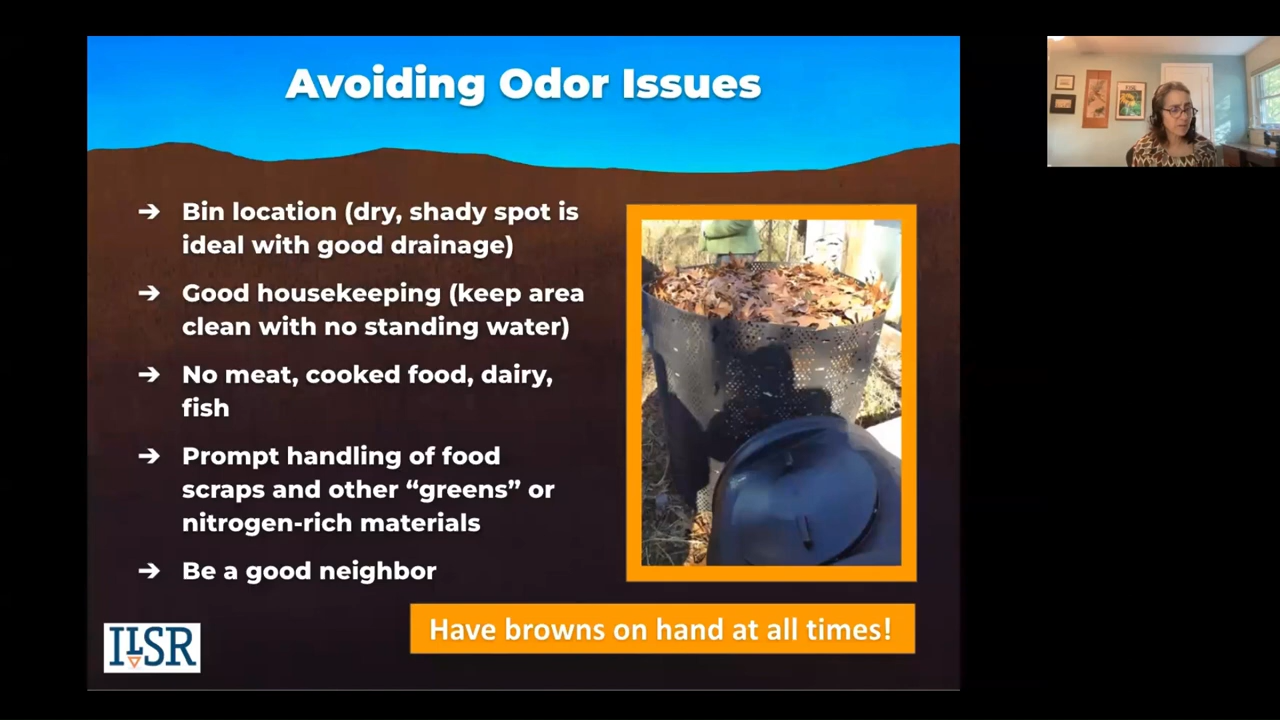 Avoiding Odor Issues
➔ Bin location (dry, shady spot is
ideal with good drainage)
➔ Good housekeeping (keep area
clean with no standing water)
➔ No meat, cooked food, dairy,
fish
➔ Prompt handling of food
scraps and other “greens” or
nitrogen-rich materials
➔ Be a good neighbor
Have browns on hand at all times!
ILSR